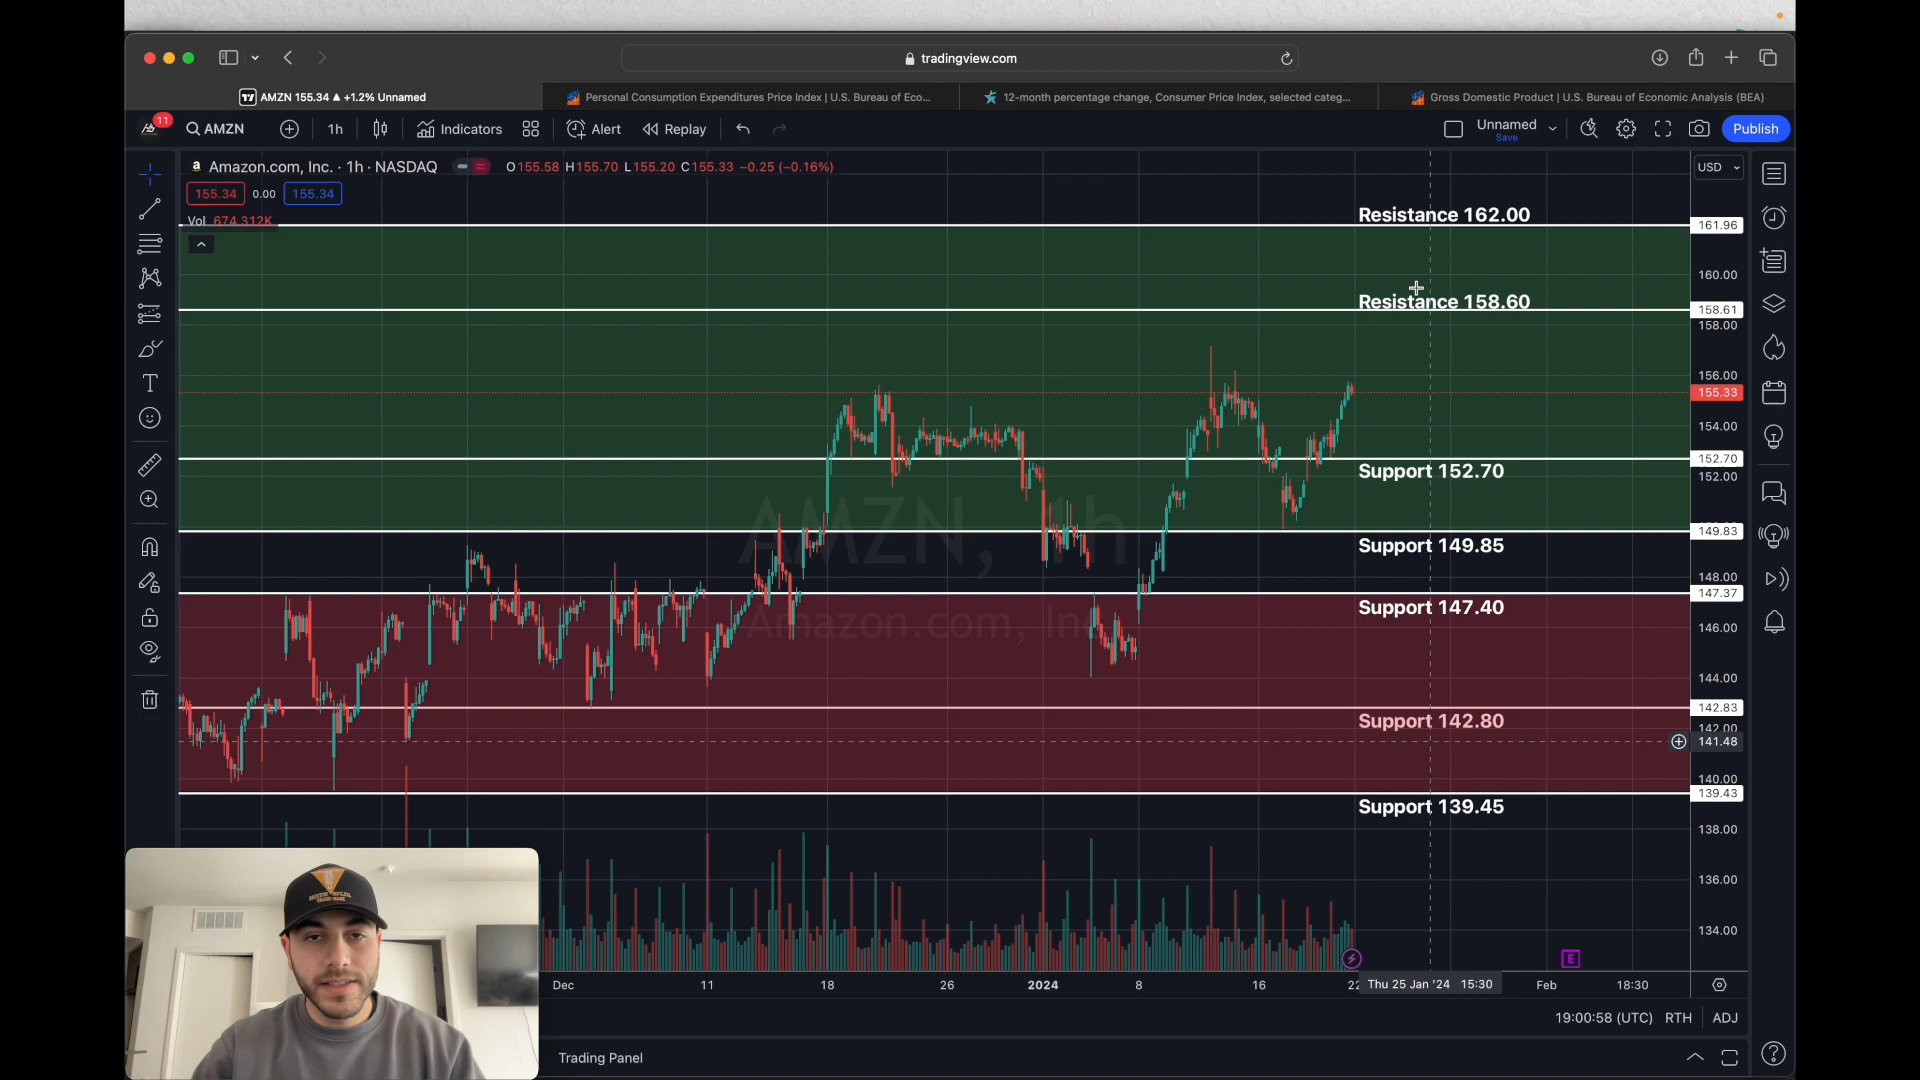 tradingview.com
AMZN 155.34 ▲ +1.2% Unnamed
Personal Consumption Expenditures Price Index | U.S. Bureau of Eco...
12-month percentage change, Consumer Price Index, selected categ...
Gross Domestic Product | U.S. Bureau of Economic Analysis (BEA)
11
AMZN
1h
Indicators
Alert
Replay
Unnamed
Save
Publish
Amazon.com, Inc. · 1h · NASDAQ
O155.58 H155.70 L155.20 C155.33 −0.25 (−0.16%)
USD
155.34 0.00 155.34
Vol 674.312K
Resistance 162.00
161.96
160.00
Resistance 158.60
158.61
158.00
156.00
155.33
154.00
152.70
Support 152.70
152.00
AMZN, 1h
149.83
Support 149.85
148.00
147.37
Support 147.40
Amazon.com, Inc.
146.00
144.00
142.83
Support 142.80
142.00
141.48
140.00
139.43
Support 139.45
138.00
136.00
134.00
E
Dec 11 18 26 2024 8 16 22 Thu 25 Jan '24 15:30 Feb 18:30
19:00:58 (UTC) RTH ADJ
Trading Panel